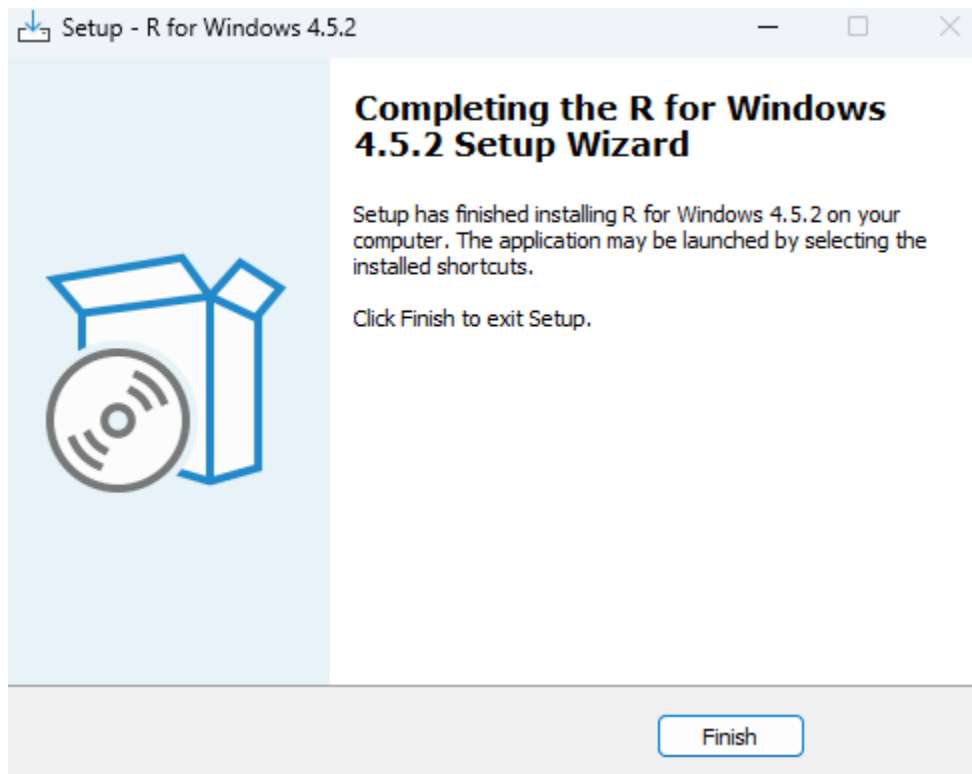 Setup - R for Windows 4.5.2
Completing the R for Windows
4.5.2 Setup Wizard
Setup has finished installing R for Windows 4.5.2 on your
computer. The application may be launched by selecting the
installed shortcuts.
Click Finish to exit Setup.
Finish